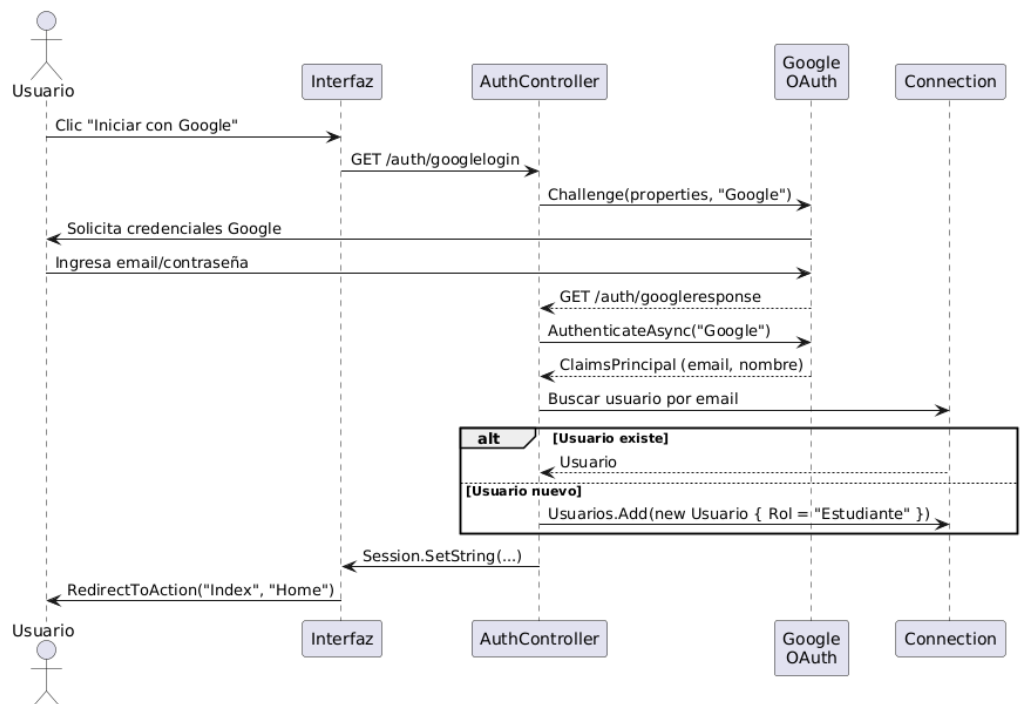 Usuario
Interfaz
AuthController
Google
OAuth
Connection
Clic "Iniciar con Google"
GET /auth/googlelogin
Challenge(properties, "Google")
Solicita credenciales Google
Ingresa email/contraseña
GET /auth/googleresponse
AuthenticateAsync("Google")
ClaimsPrincipal (email, nombre)
Buscar usuario por email
alt
[Usuario existe]
Usuario
[Usuario nuevo]
Usuarios.Add(new Usuario { Rol = "Estudiante" })
Session.SetString(...)
RedirectToAction("Index", "Home")
Usuario
Interfaz
AuthController
Google
OAuth
Connection